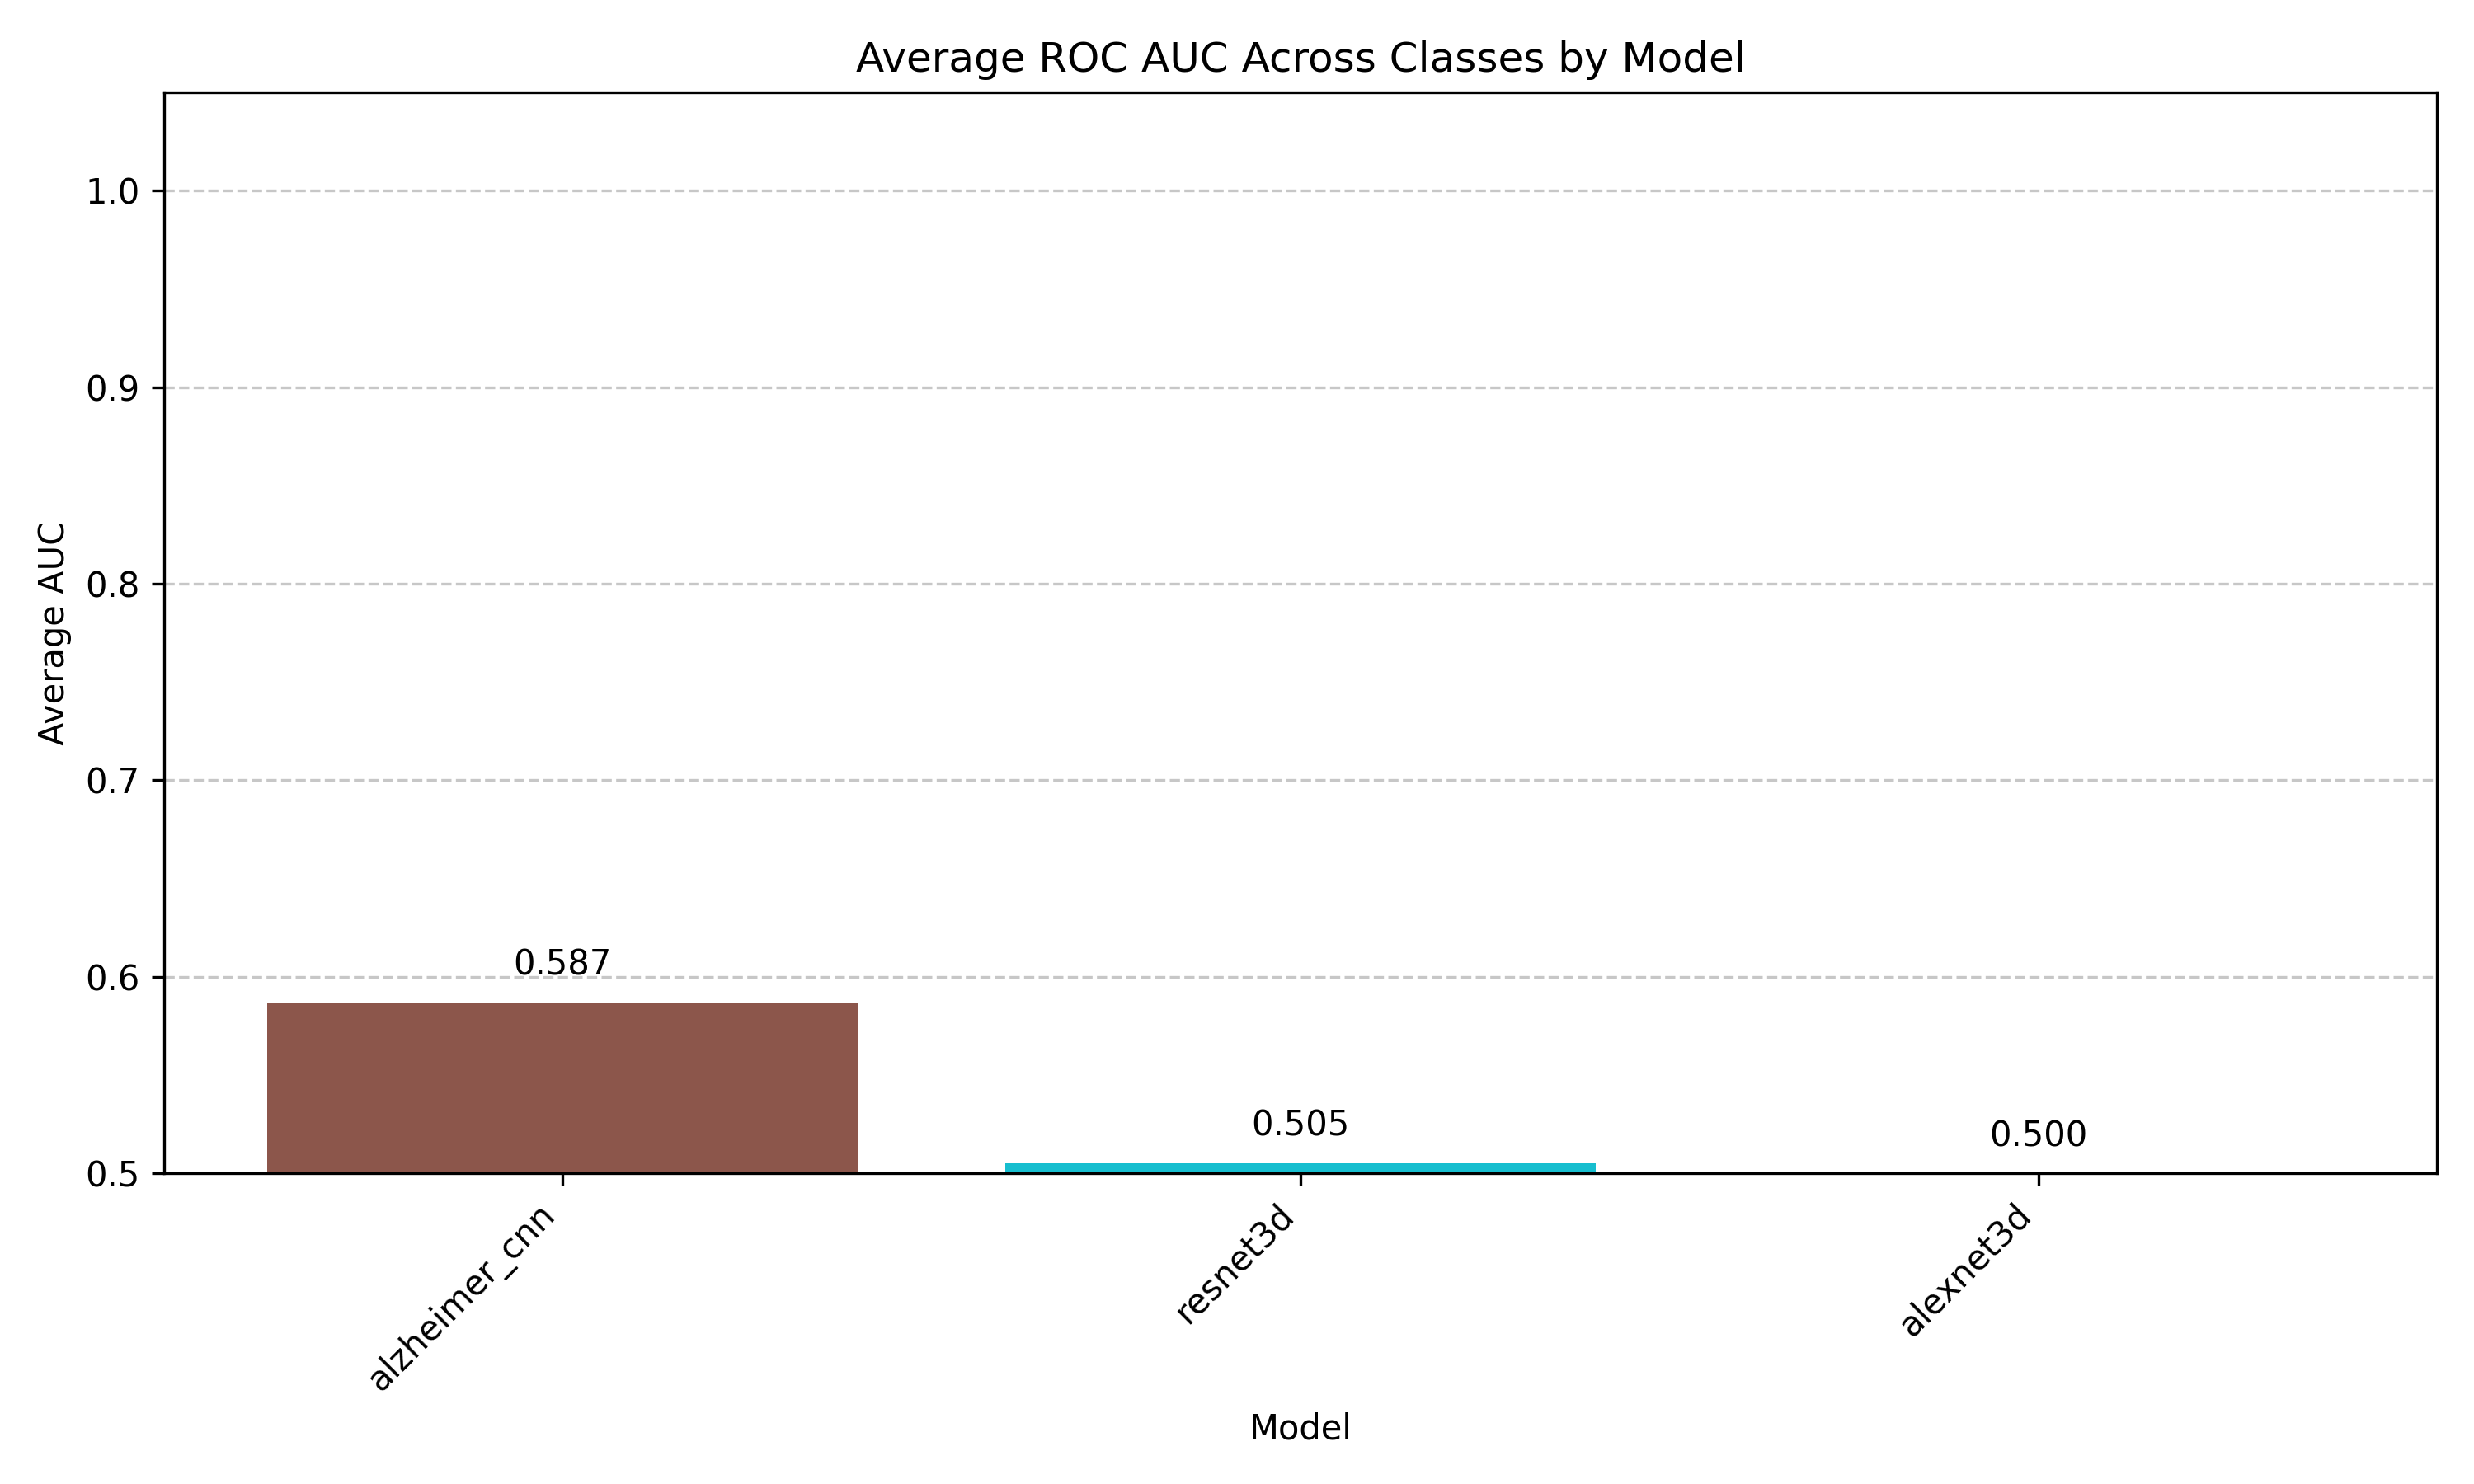 Average ROC AUC Across Classes by Model
Average AUC
1.0
0.9
0.8
0.7
0.6
0.5
0.587
0.505
0.500
alzheimer_cnn
resnet3d
alexnet3d
Model